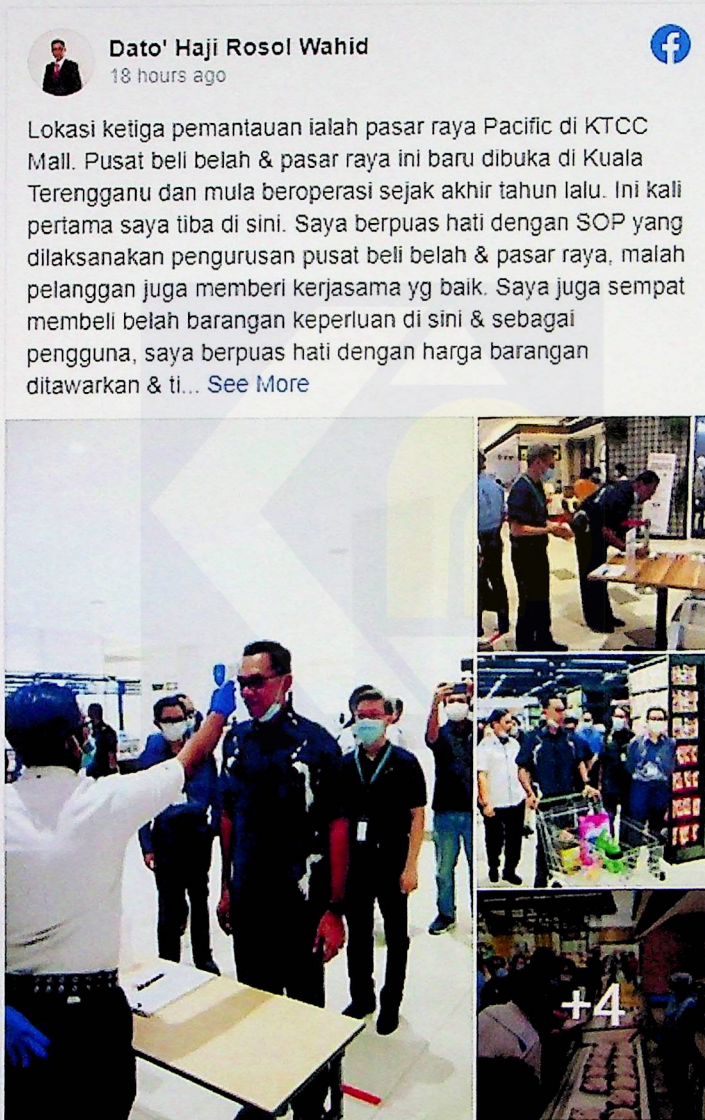 Dato' Haji Rosol Wahid
18 hours ago
Lokasi ketiga pemantauan ialah pasar raya Pacific di KTCC
Mall. Pusat beli belah & pasar raya ini baru dibuka di Kuala
Terengganu dan mula beroperasi sejak akhir tahun lalu. Ini kali
pertama saya tiba di sini. Saya berpuas hati dengan SOP yang
dilaksanakan pengurusan pusat beli belah & pasar raya, malah
pelanggan juga memberi kerjasama yg baik. Saya juga sempat
membeli belah barangan keperluan di sini & sebagai
pengguna, saya berpuas hati dengan harga barangan
ditawarkan & ti... See More
+4